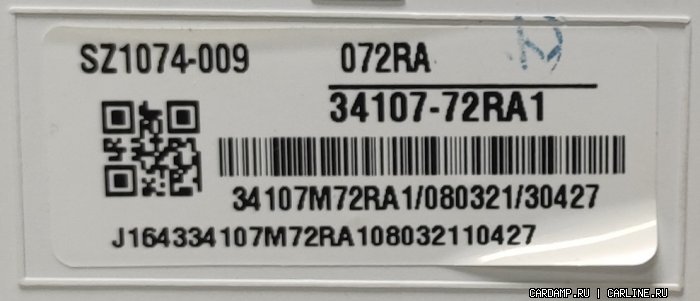 SZ1074-009 072RA
34107-72RA1
34107M72RA1/080321/30427
J164334107M72RA108032110427
CARDAMP.RU | CARLINE.RU